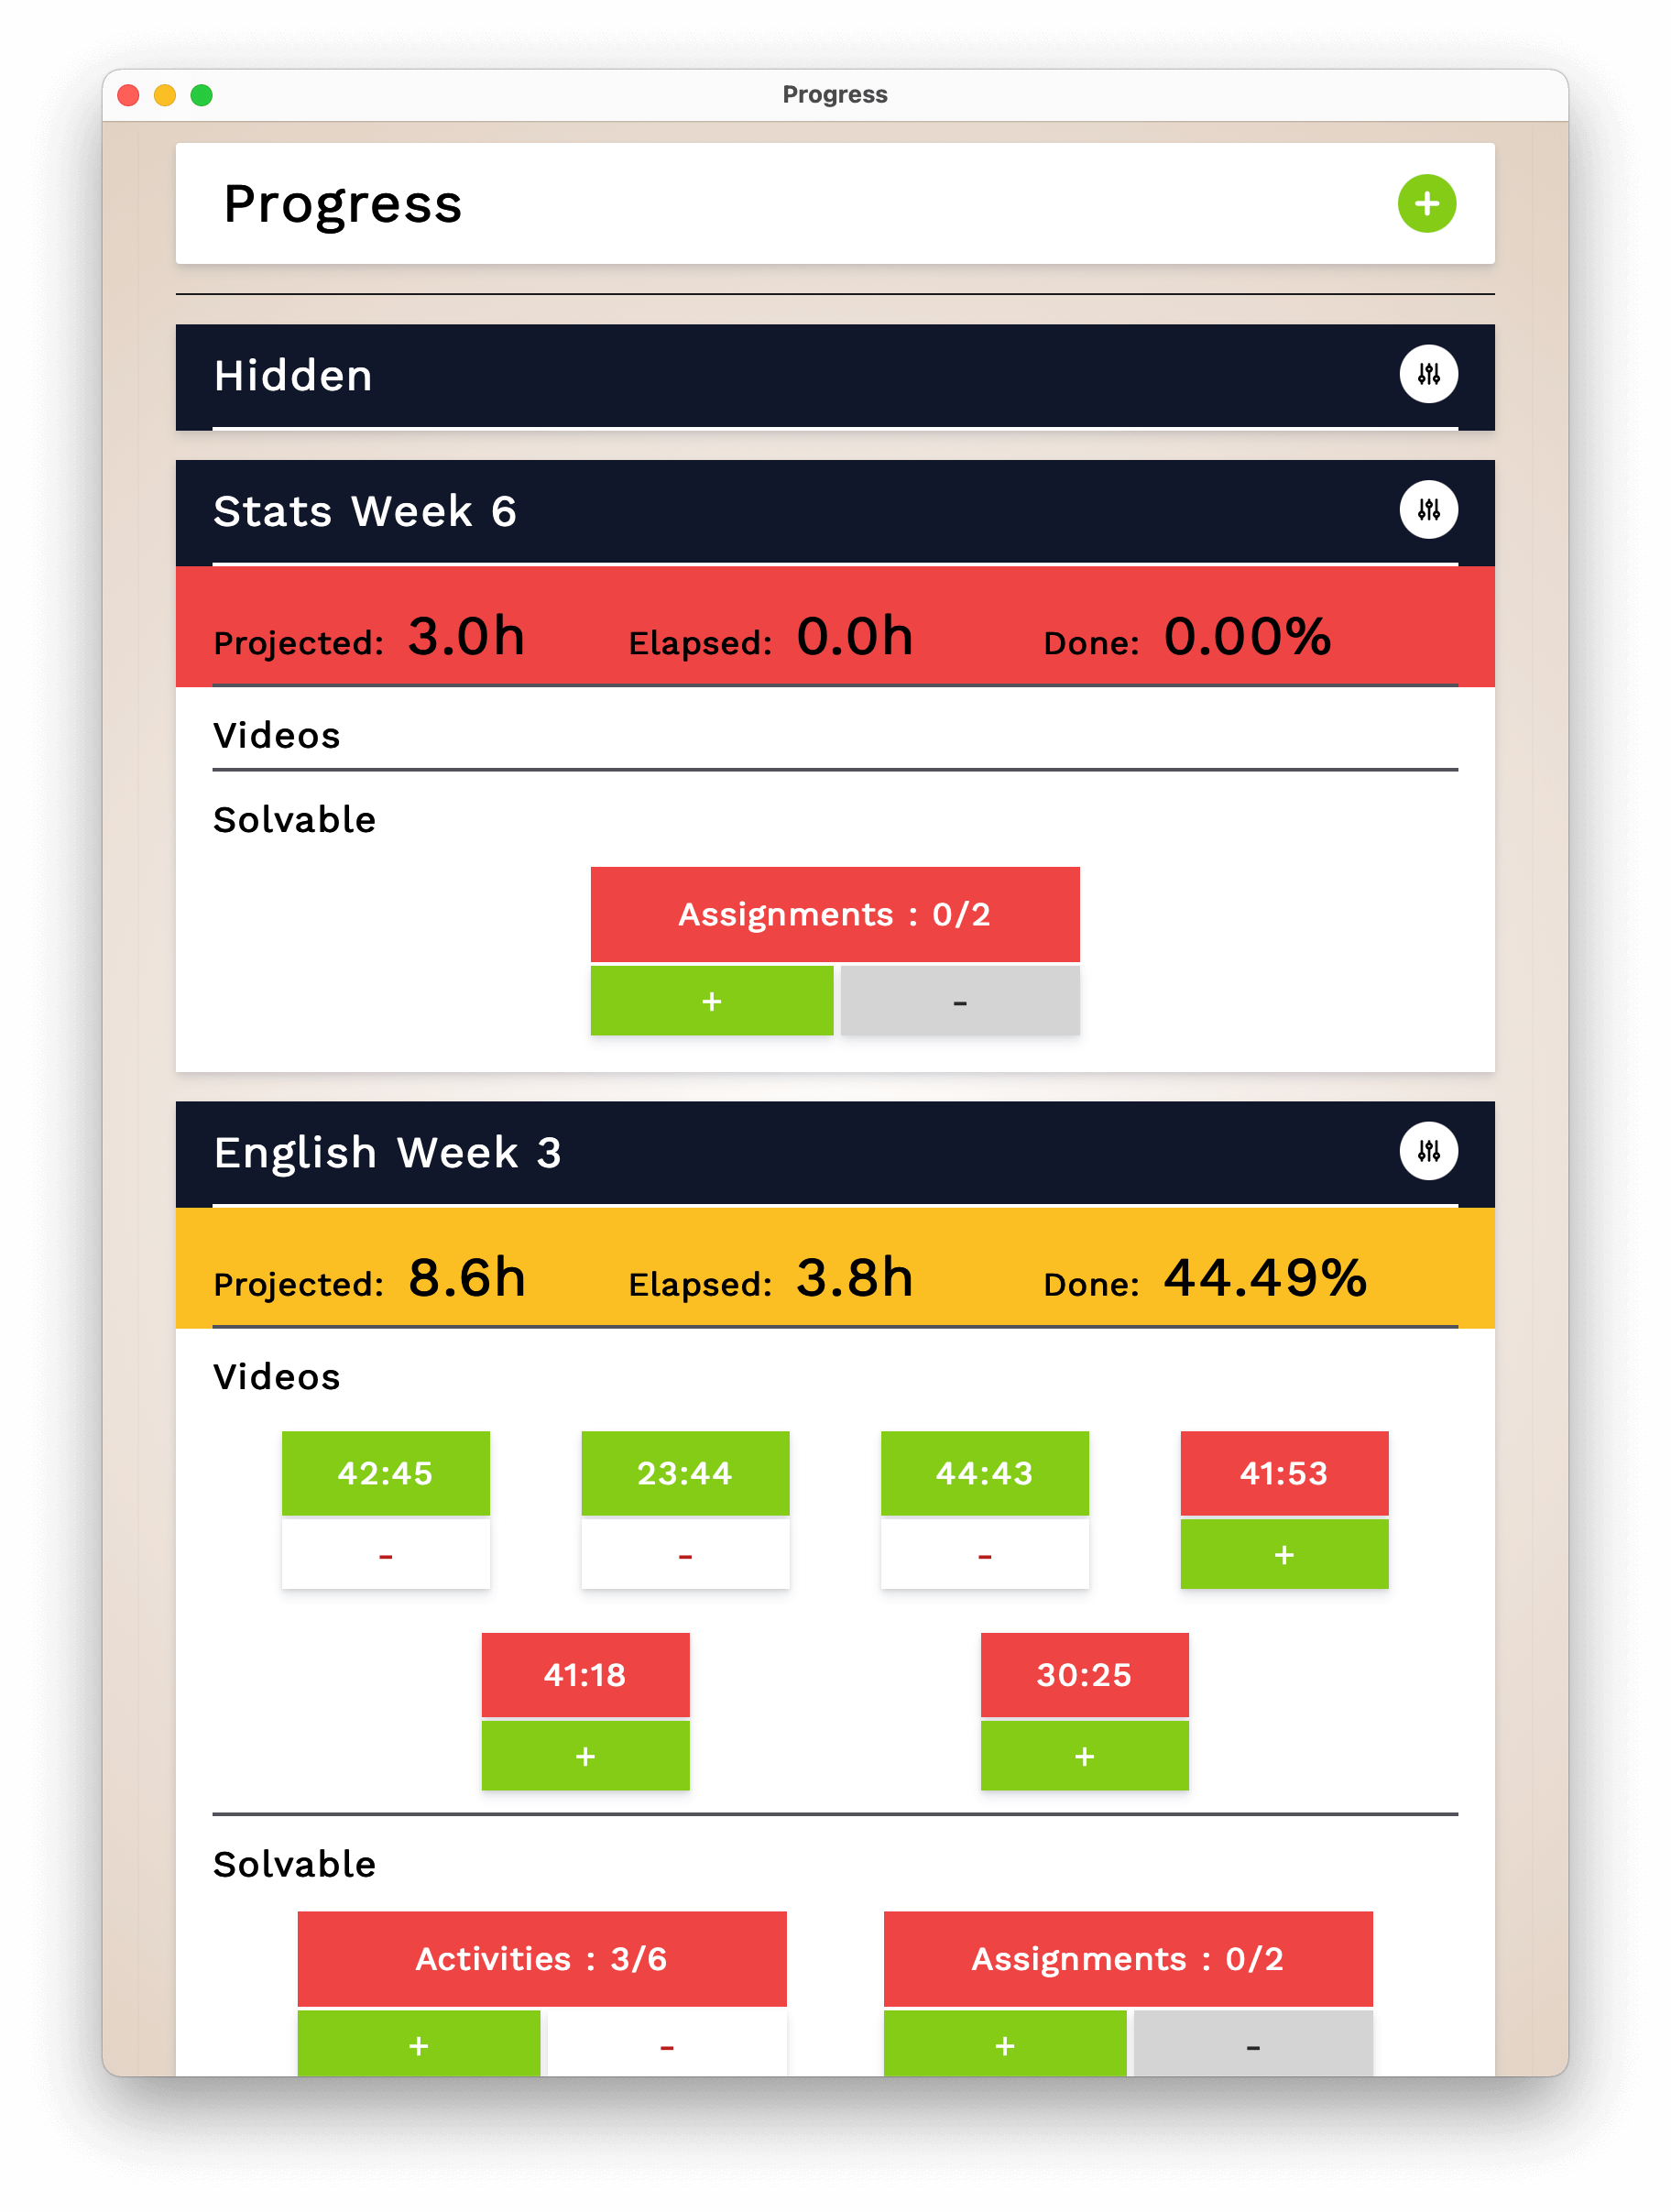 Progress
Progress
+
Hidden
Stats Week 6
Projected: 3.0h Elapsed: 0.0h Done: 0.00%
Videos
Solvable
Assignments : 0/2
+ -
English Week 3
Projected: 8.6h Elapsed: 3.8h Done: 44.49%
Videos
42:45 23:44 44:43 41:53
- - - +
41:18 30:25
+ +
Solvable
Activities : 3/6 Assignments : 0/2
+ - + -